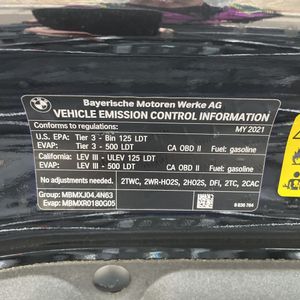 Bayerische Motoren Werke AG
VEHICLE EMISSION CONTROL INFORMATION
Conforms to regulations: MY 2021
U.S. EPA: Tier 3 - Bin 125 LDT
EVAP: Tier 3 - 500 LDT CA OBD II Fuel: gasoline
California: LEV III - ULEV 125 LDT
EVAP: LEV III - 500 LDT CA OBD II Fuel: gasoline
No adjustments needed. 2TWC, 2WR-HO2S, 2HO2S, DFI, 2TC, 2CAC
Group: MBMXJ04.4N63
Evap: MBMXR0180G05